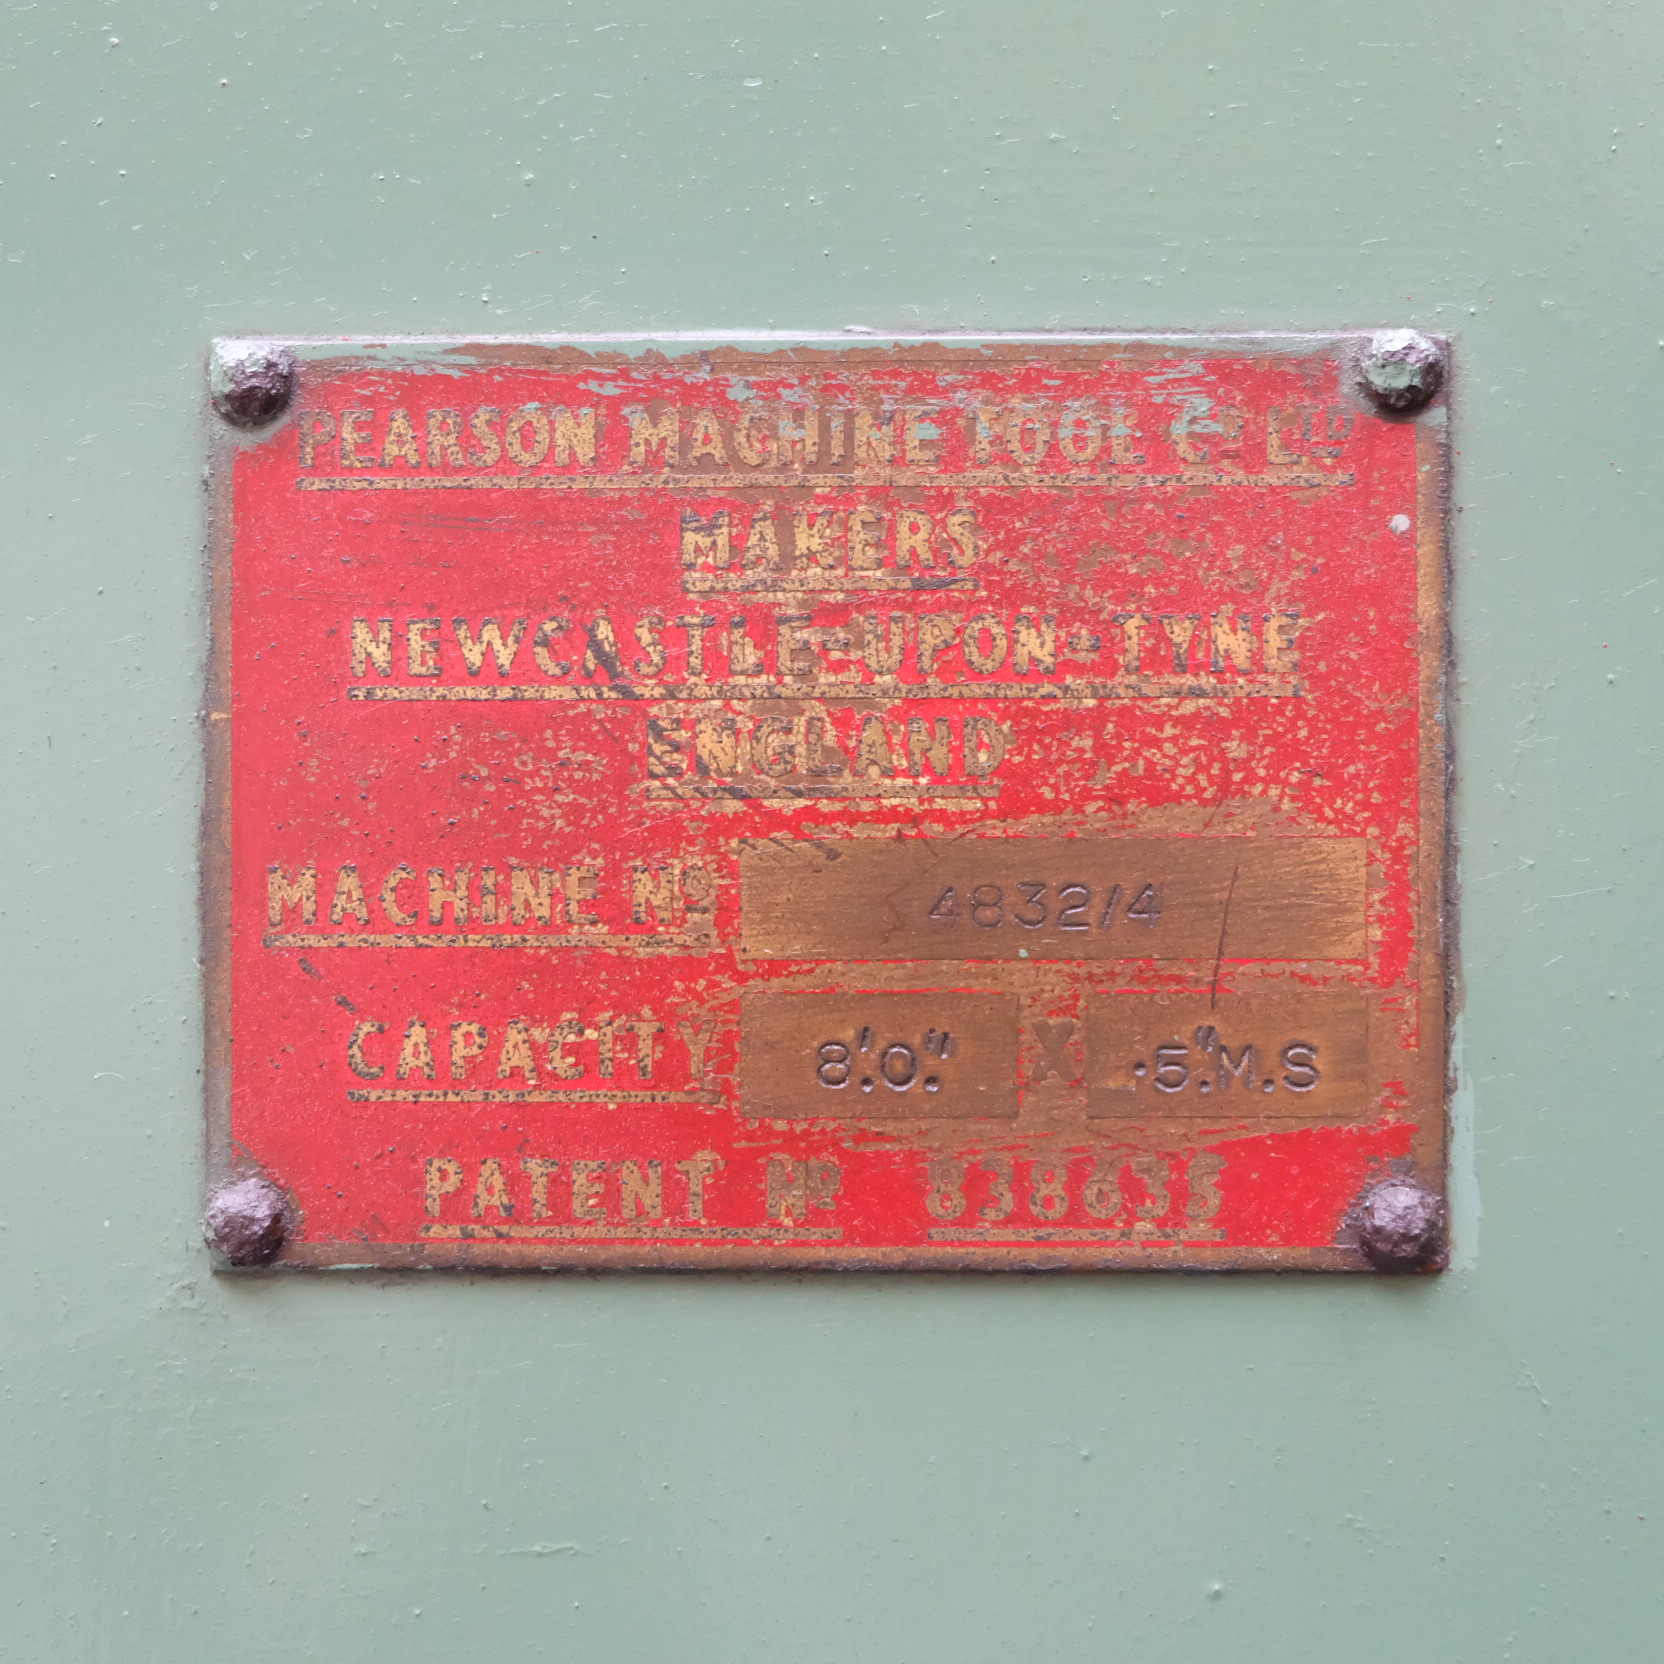 PEARSON MACHINE TOOL Cº LTD
MAKERS
NEWCASTLE-UPON-TYNE
ENGLAND
MACHINE Nº 4832/4
CAPACITY 8'.0." X .5."M.S
PATENT Nº 838635